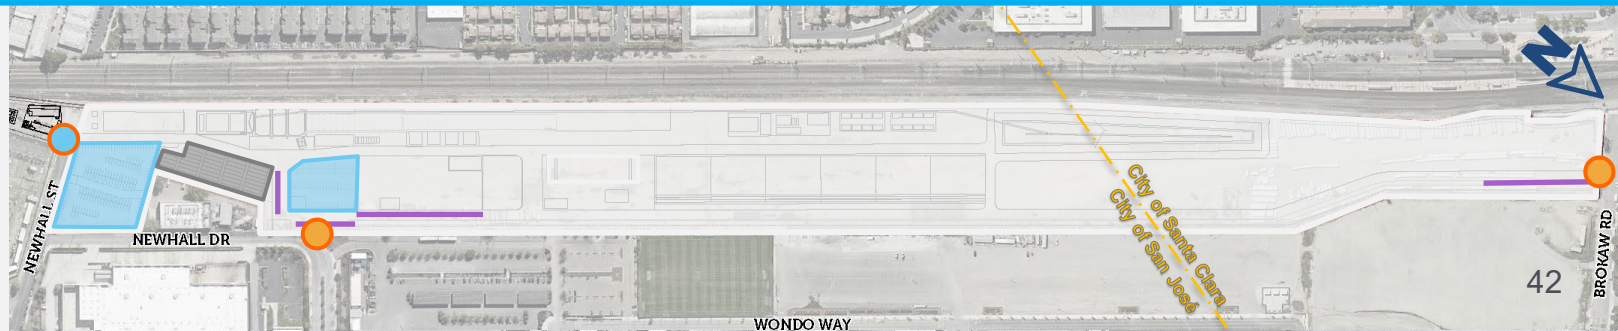 N
City of Santa Clara
City of San José
NEWHALL ST
NEWHALL DR
BROKAW RD
42
WONDO WAY